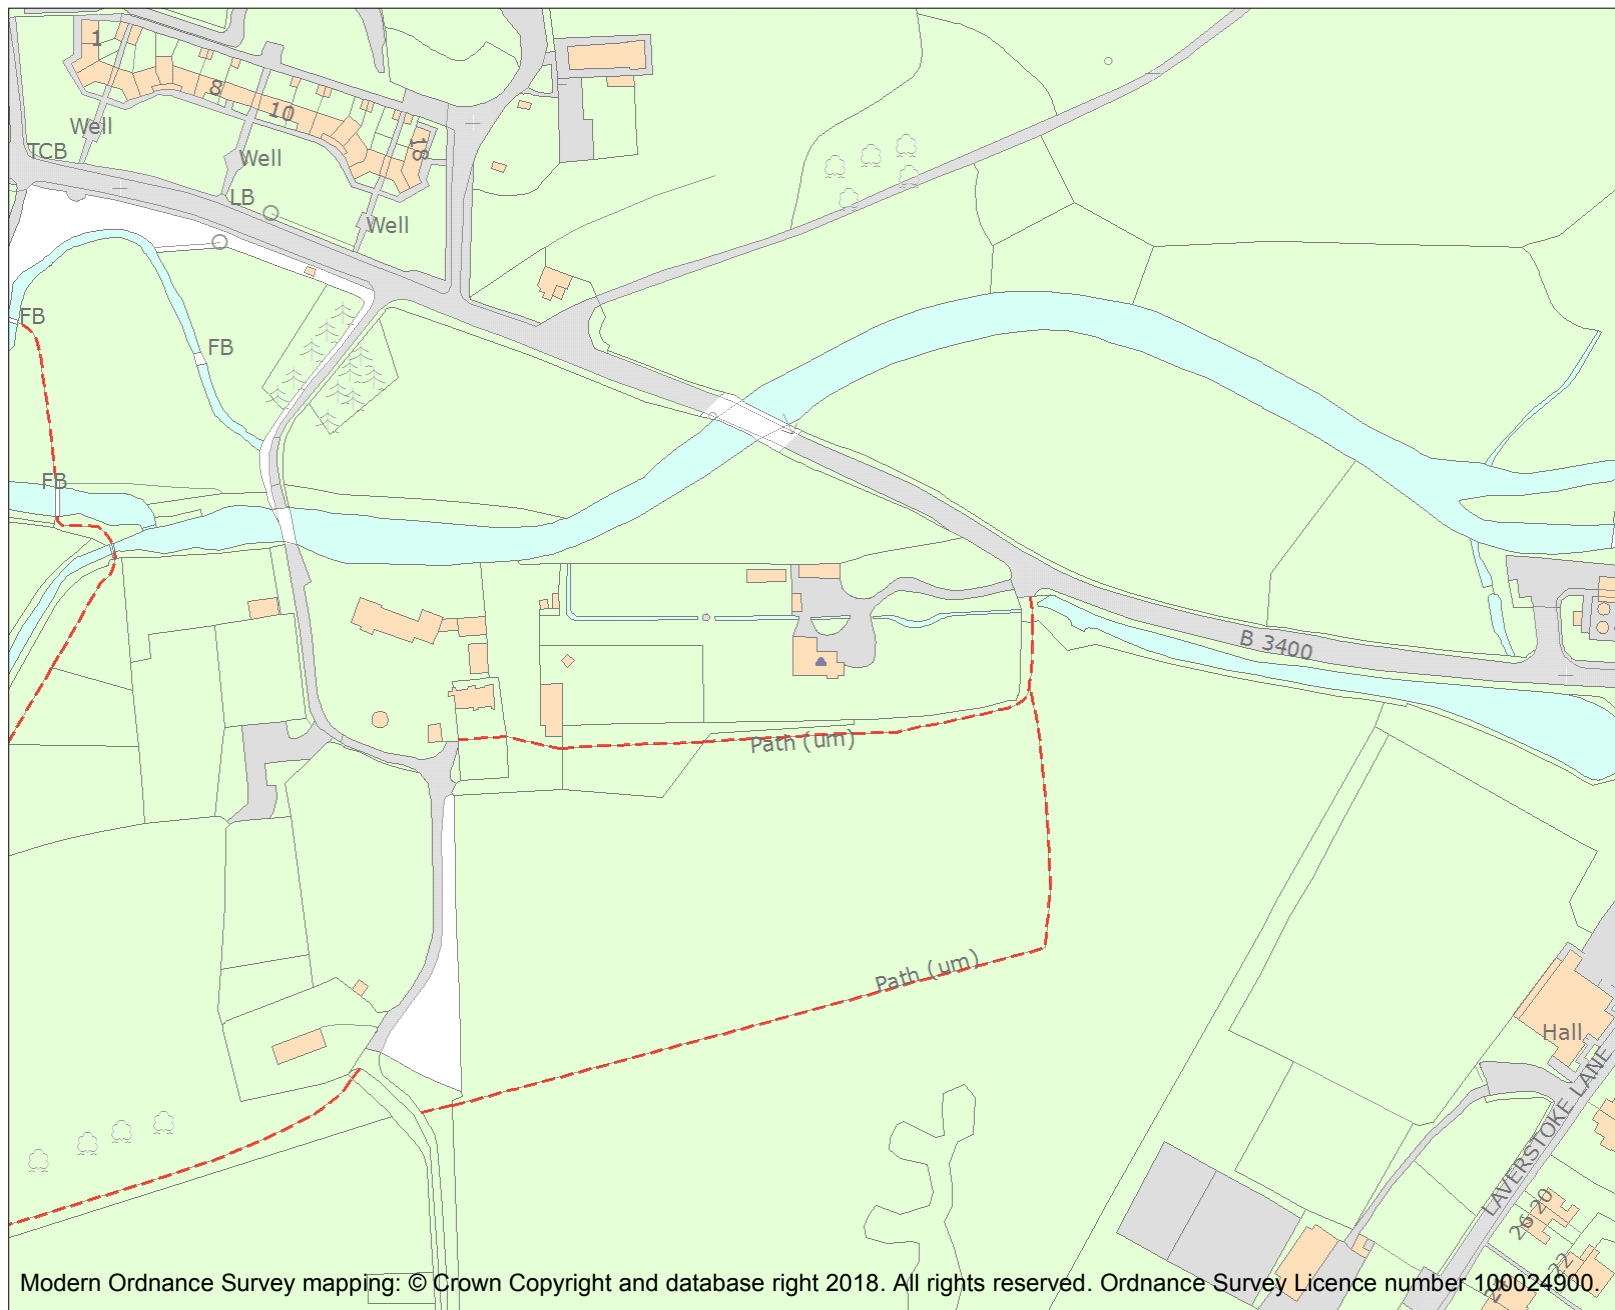 1
8
10
18
Well
TCB
Well
LB
Well
FB
FB
FB
B 3400
Path (um)
Path (um)
Hall
LAVERSTOKE LANE
26 20
22
Modern Ordnance Survey mapping: © Crown Copyright and database right 2018. All rights reserved. Ordnance Survey Licence number 100024900.